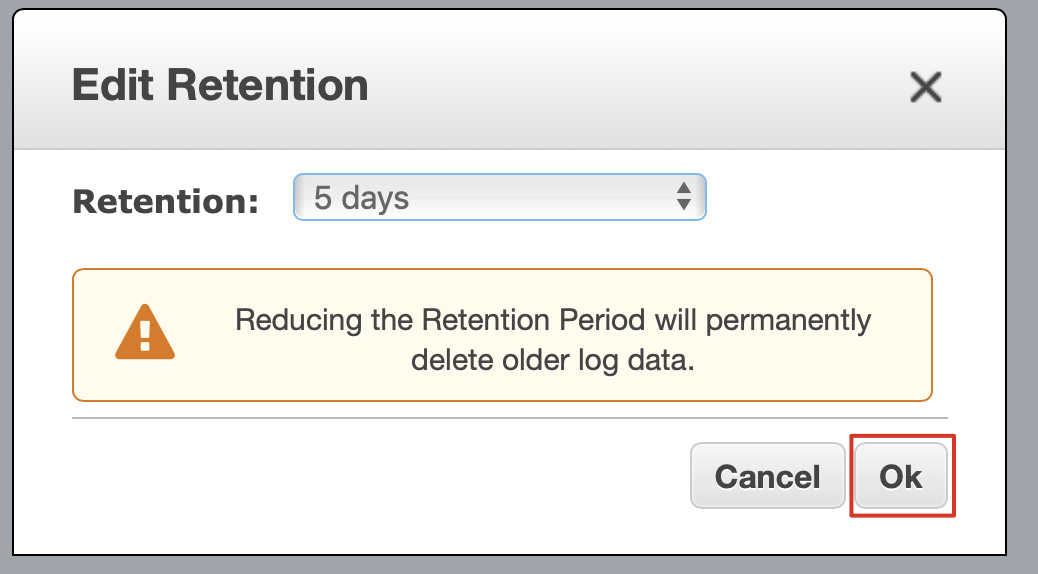 Edit Retention
Retention:
5 days
Reducing the Retention Period will permanently
delete older log data.
Cancel
Ok